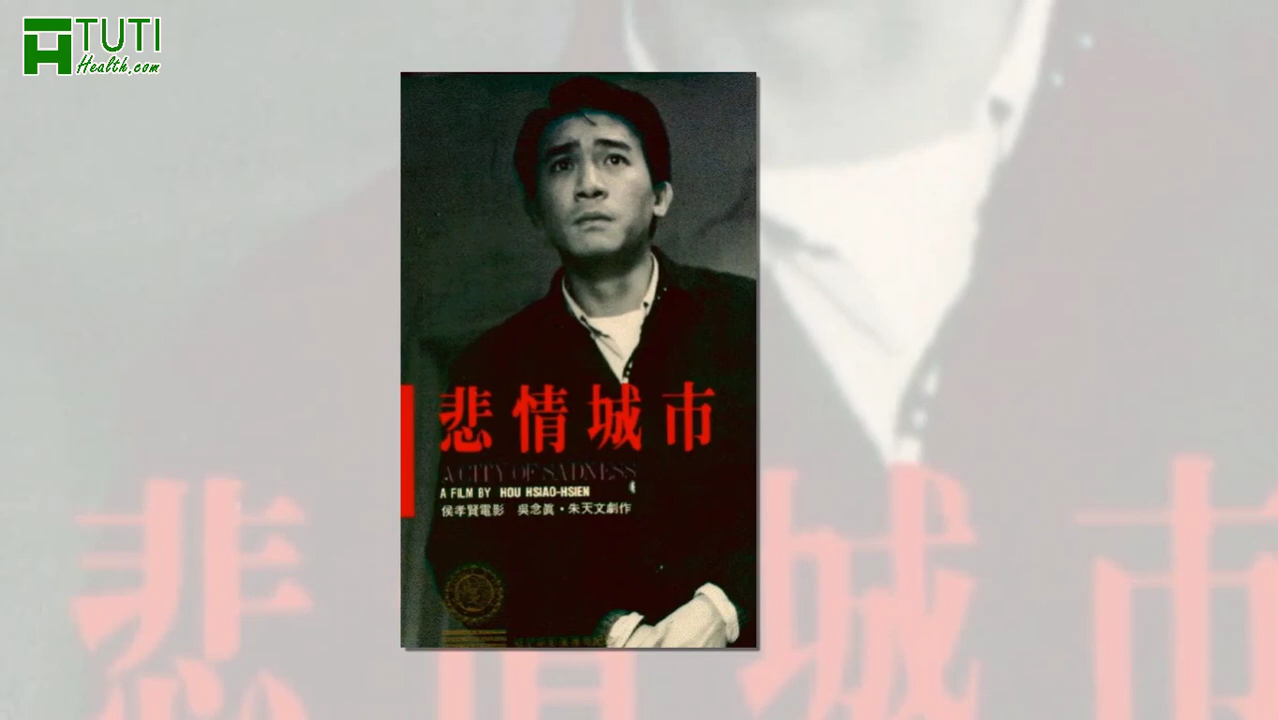 TUTI
Health.com
悲情城市
A CITY OF SADNESS
A FILM BY HOU HSIAO-HSIEN
侯孝賢電影 吳念眞・朱天文劇作
悲情城市